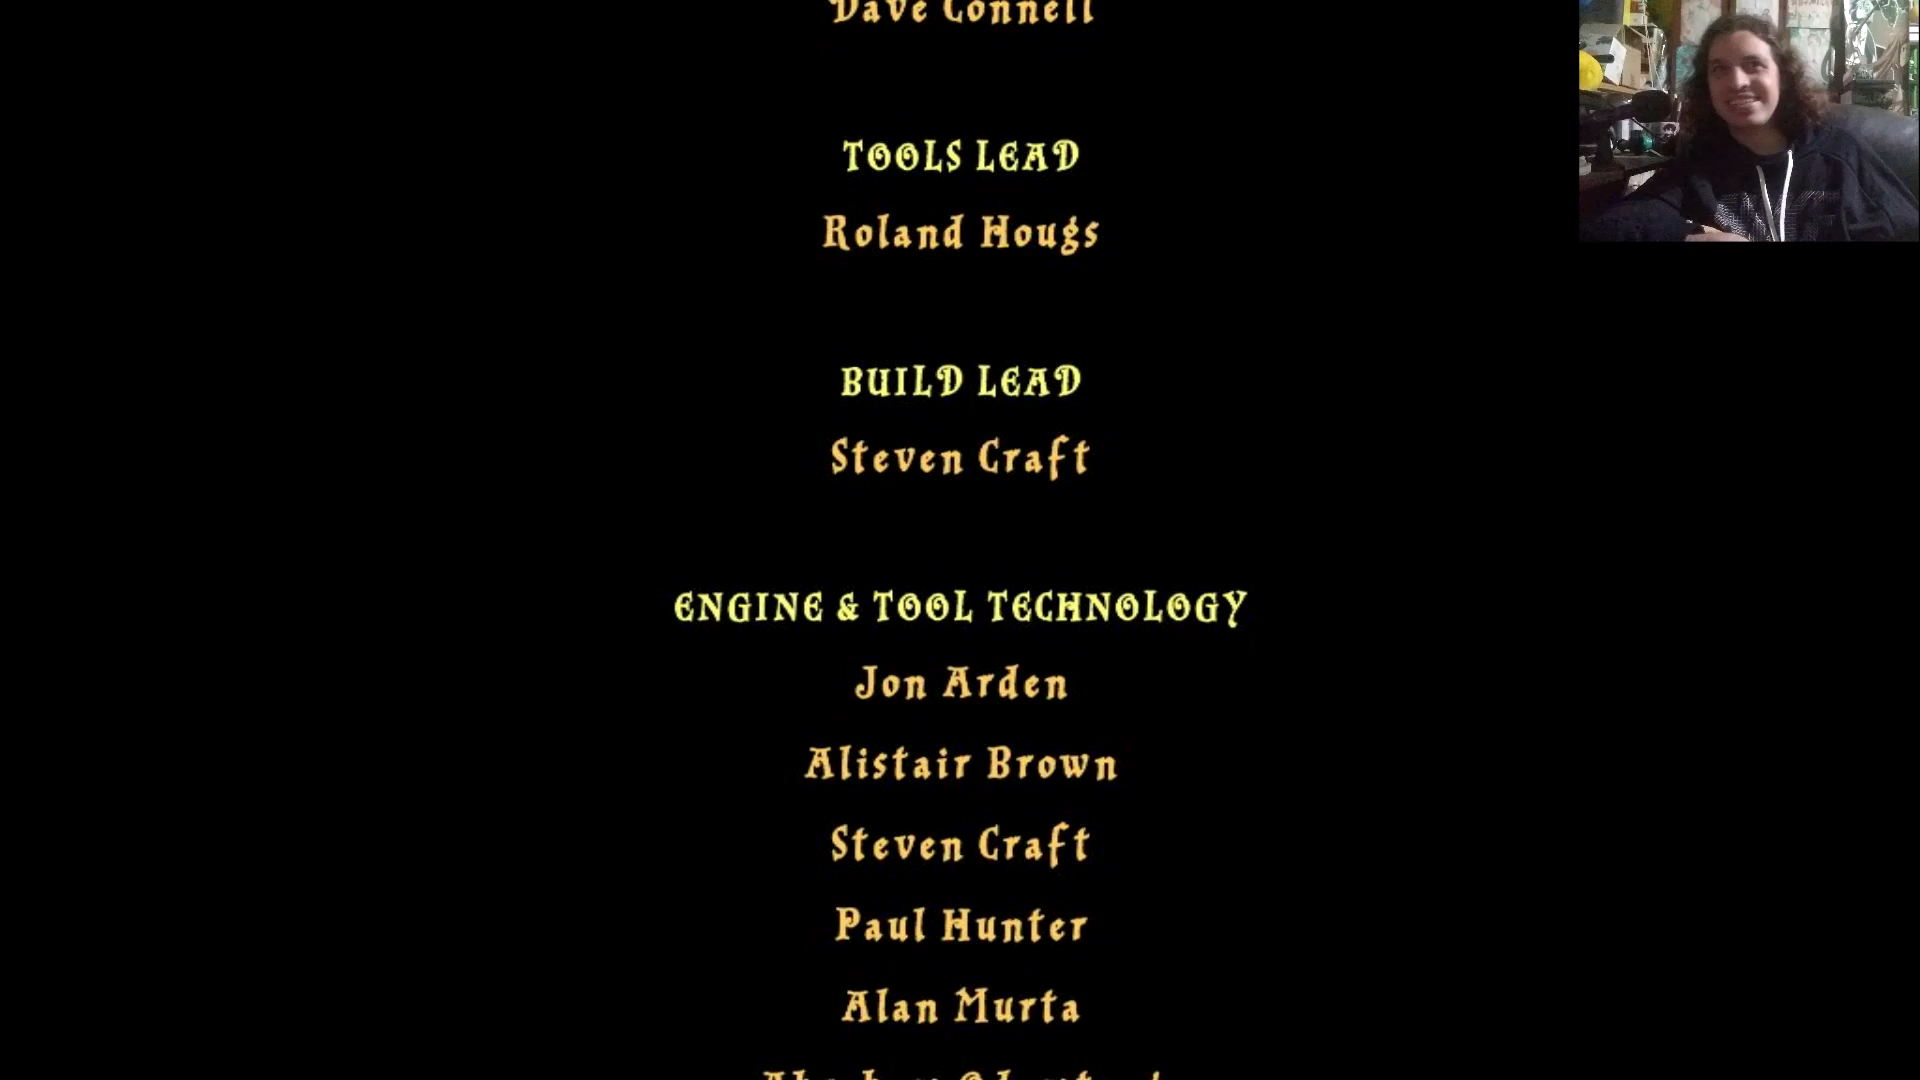 Dave Connell
TOOLS LEAD
Roland Hougs
BUILD LEAD
Steven Craft
ENGINE & TOOL TECHNOLOGY
Jon Arden
Alistair Brown
Steven Craft
Paul Hunter
Alan Murta